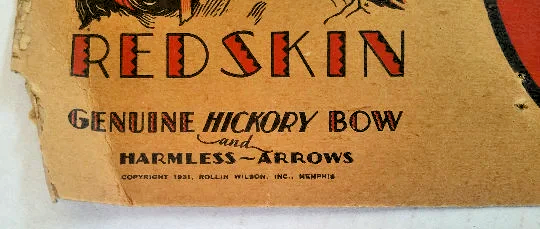 REDSKIN
GENUINE HICKORY BOW
and
HARMLESS ~ ARROWS
COPYRIGHT 1931, ROLLIN WILSON, INC., MEMPHIS